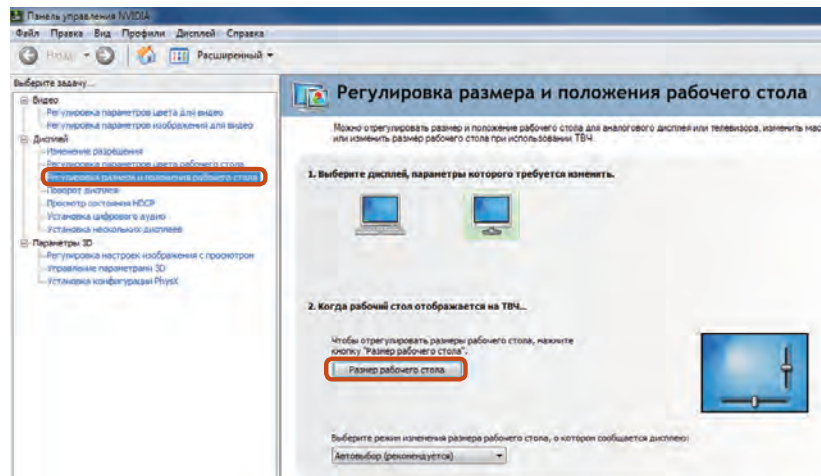 Панель управления NVIDIA
Файл Правка Вид Профили Дисплей Справка
Назад
Расширенный
Выберите задачу...
Видео
Регулировка параметров цвета для видео
Регулировка параметров изображения для видео
Дисплей
Изменение разрешения
Регулировка параметров цвета рабочего стола
Регулировка размера и положения рабочего стола
Поворот дисплея
Просмотр состояния HDCP
Установка цифрового аудио
Установка нескольких дисплеев
Параметры 3D
Регулировка настроек изображения с просмотром
Управление параметрами 3D
Установка конфигурации PhysX
Регулировка размера и положения рабочего стола
Можно отрегулировать размер и положение рабочего стола для аналогового дисплея или телевизора, изменить мас
или изменить размер рабочего стола при использовании ТВЧ.
1. Выберите дисплей, параметры которого требуется изменить.
2. Когда рабочий стол отображается на ТВЧ...
Чтобы отрегулировать размеры рабочего стола, нажмите
кнопку "Размер рабочего стола".
Размер рабочего стола
Выберите режим изменения размера рабочего стола, о котором сообщается дисплею:
Автовыбор (рекомендуется)